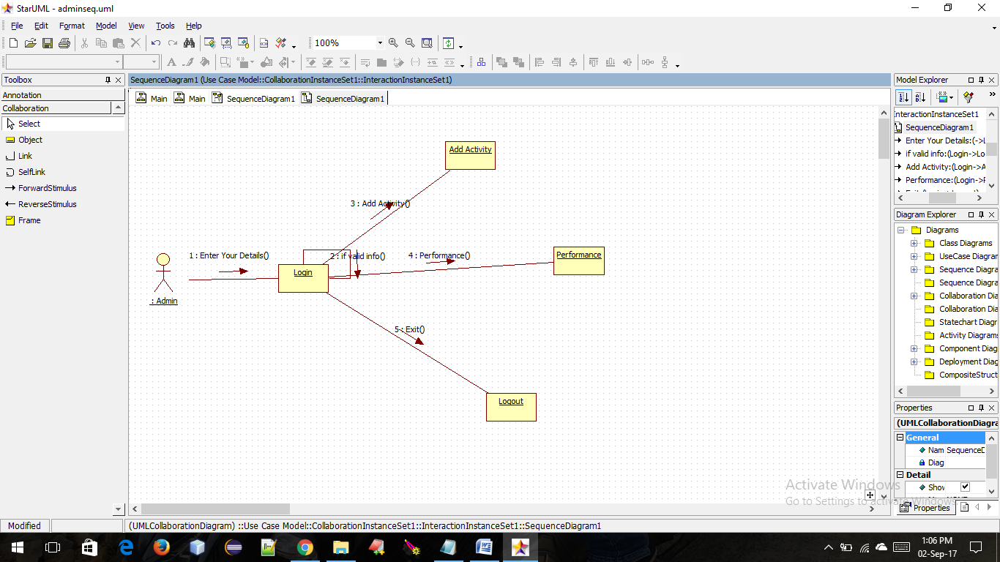 StarUML - adminseq.uml
File Edit Format Model View Tools Help
100%
Toolbox
Annotation
Collaboration
Select
Object
Link
SelfLink
ForwardStimulus
ReverseStimulus
Frame
SequenceDiagram1 (Use Case Model::CollaborationInstanceSet1::InteractionInstanceSet1)
Main Main SequenceDiagram1 SequenceDiagram1
Add Activity
3 : Add Activity()
1 : Enter Your Details()
2 : if valid info()
4 : Performance()
Performance
Login
: Admin
5 : Exit()
Logout
Model Explorer
InteractionInstanceSet1
SequenceDiagram1
Enter Your Details:(->L
if valid info:(Login->Lo
Add Activity:(Login->A
Performance:(Login->P
Diagram Explorer
Diagrams
Class Diagrams
UseCase Diagram
Sequence Diagra
Sequence Diagra
Collaboration Dia
Collaboration Dia
Statechart Diagr
Activity Diagrams
Component Diag
Deployment Diag
CompositeStruct
Properties
(UMLCollaborationDiagra
General
Nam SequenceD
Diag
Detail
Show
Properties
Activate Windows
Go to Settings to activate Windows.
Modified
(UMLCollaborationDiagram) ::Use Case Model::CollaborationInstanceSet1::InteractionInstanceSet1::SequenceDiagram1
1:06 PM
02-Sep-17